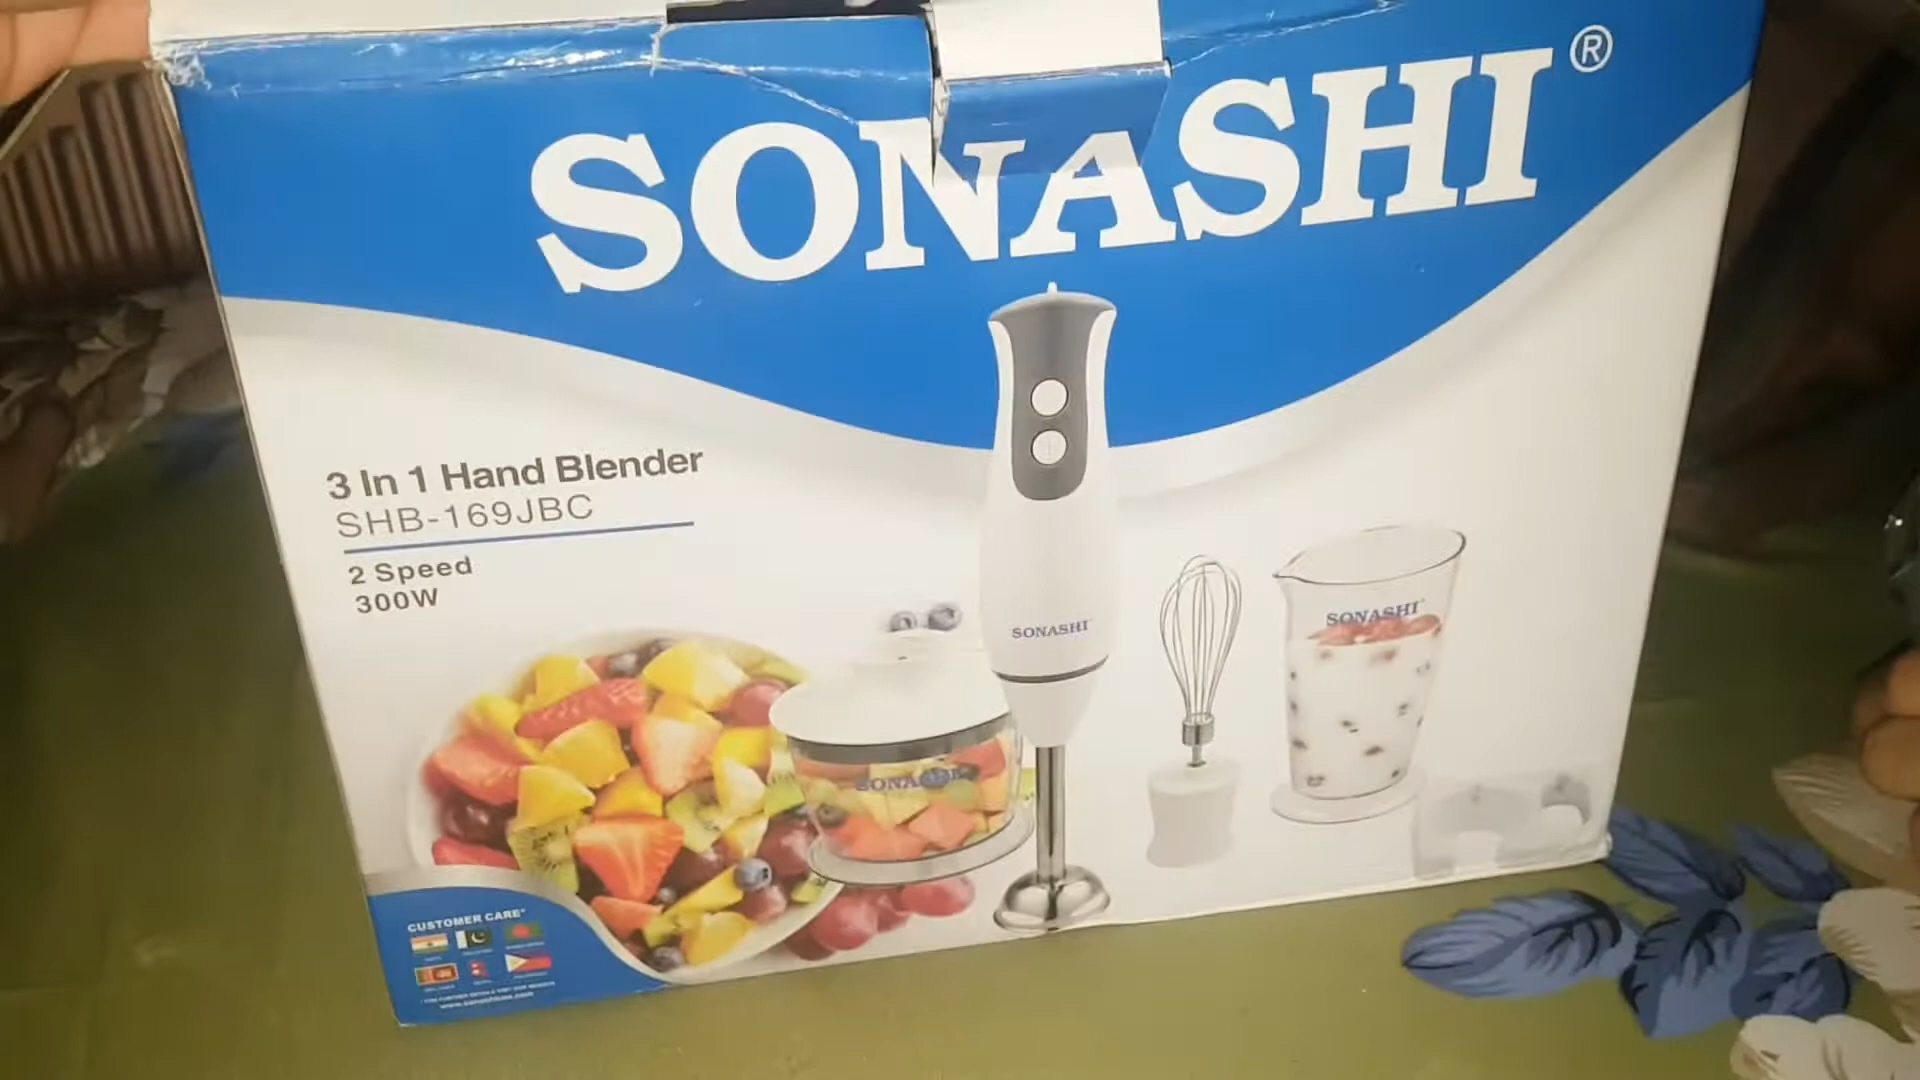 SONASHI®
3 In 1 Hand Blender
SHB-169JBC
2 Speed
300W
SONASHI
SONASHI
SONASHI
CUSTOMER CARE*